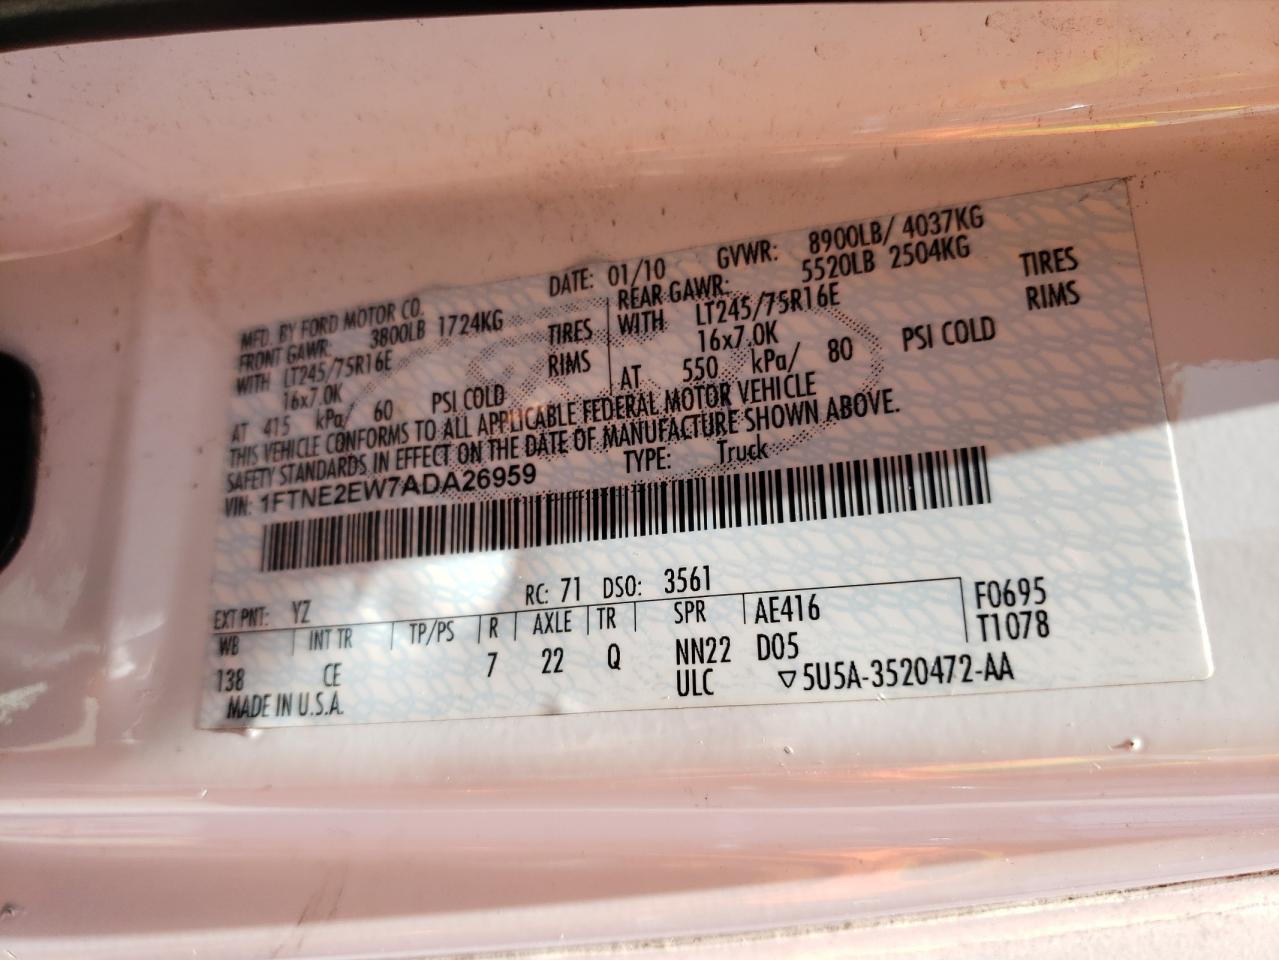 MFD. BY FORD MOTOR CO. DATE: 01/10 GVWR: 8900LB/ 4037KG
FRONT GAWR: 3800LB 1724KG REAR GAWR: 5520LB 2504KG
WITH LT245/75R16E TIRES WITH LT245/75R16E TIRES
16x7.0K RIMS 16x7.0K RIMS
AT 415 kPa/ 60 PSI COLD AT 550 kPa/ 80 PSI COLD
THIS VEHICLE CONFORMS TO ALL APPLICABLE FEDERAL MOTOR VEHICLE
SAFETY STANDARDS IN EFFECT ON THE DATE OF MANUFACTURE SHOWN ABOVE.
VIN: 1FTNE2EW7ADA26959 TYPE: Truck
EXT PNT: YZ RC: 71 DSO: 3561
WB INT TR TP/PS R AXLE TR SPR AE416 F0695
138 CE 7 22 Q NN22 D05 T1078
MADE IN U.S.A. ULC ▽5U5A-3520472-AA